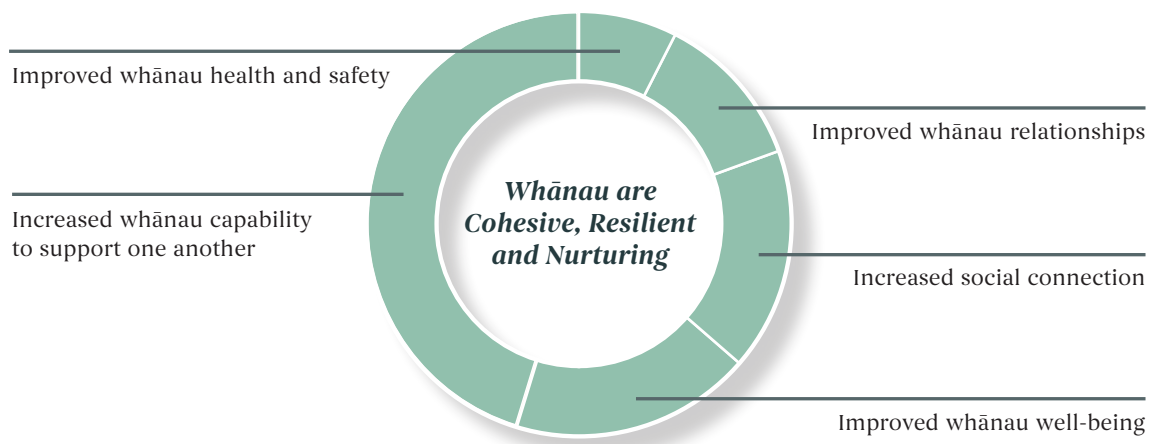 Improved whānau health and safety
Improved whānau relationships
Whānau are
Cohesive, Resilient
and Nurturing
Increased whānau capability
to support one another
Increased social connection
Improved whānau well-being